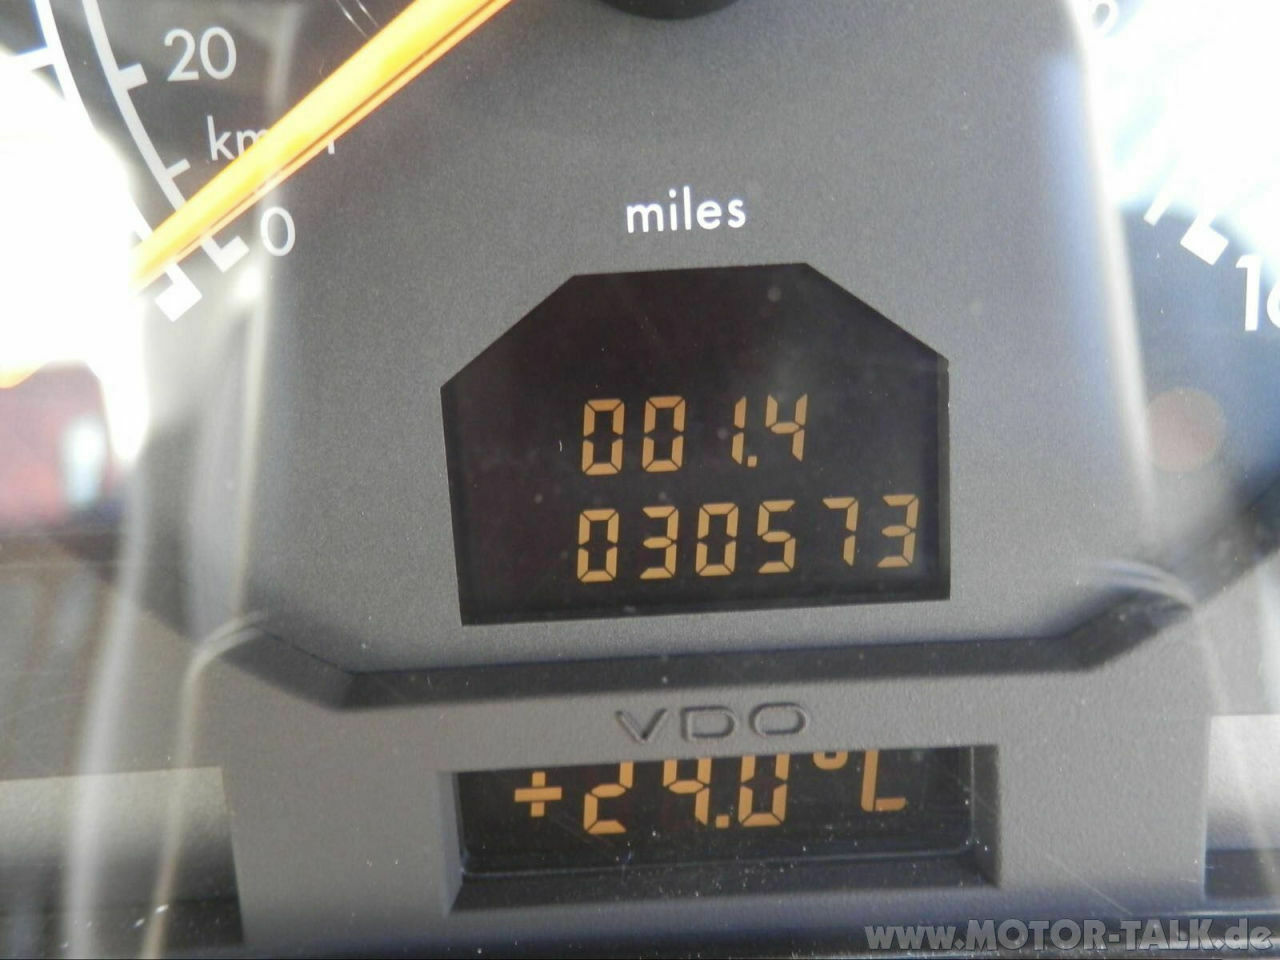 20
0
miles
001.4
030573
VDO
+24.0°C
www.MOTOR-TALK.de